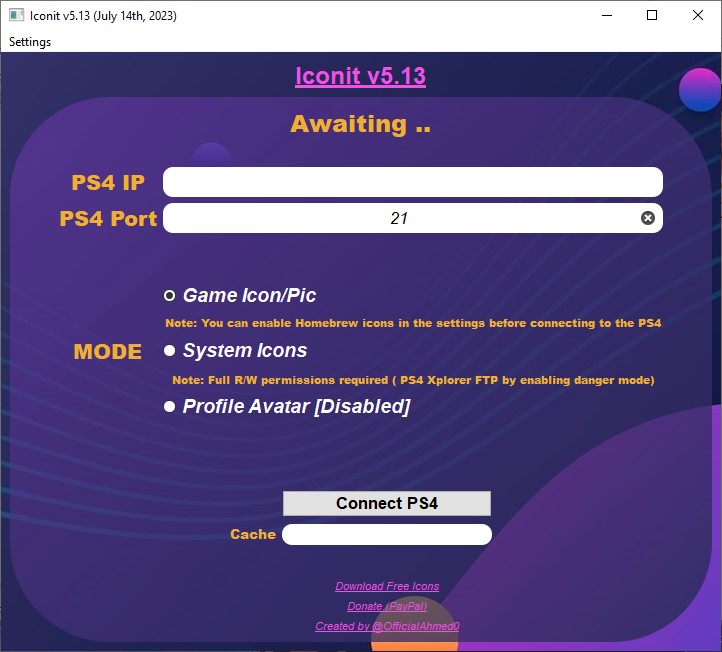 Iconit v5.13 (July 14th, 2023)
Settings
Iconit v5.13
Awaiting ..
PS4 IP
PS4 Port 21
Game Icon/Pic
Note: You can enable Homebrew icons in the settings before connecting to the PS4
MODE
System Icons
Note: Full R/W permissions required ( PS4 Xplorer FTP by enabling danger mode)
Profile Avatar [Disabled]
Connect PS4
Cache
Download Free Icons
Donate (PayPal)
Created by @OfficialAhmed0